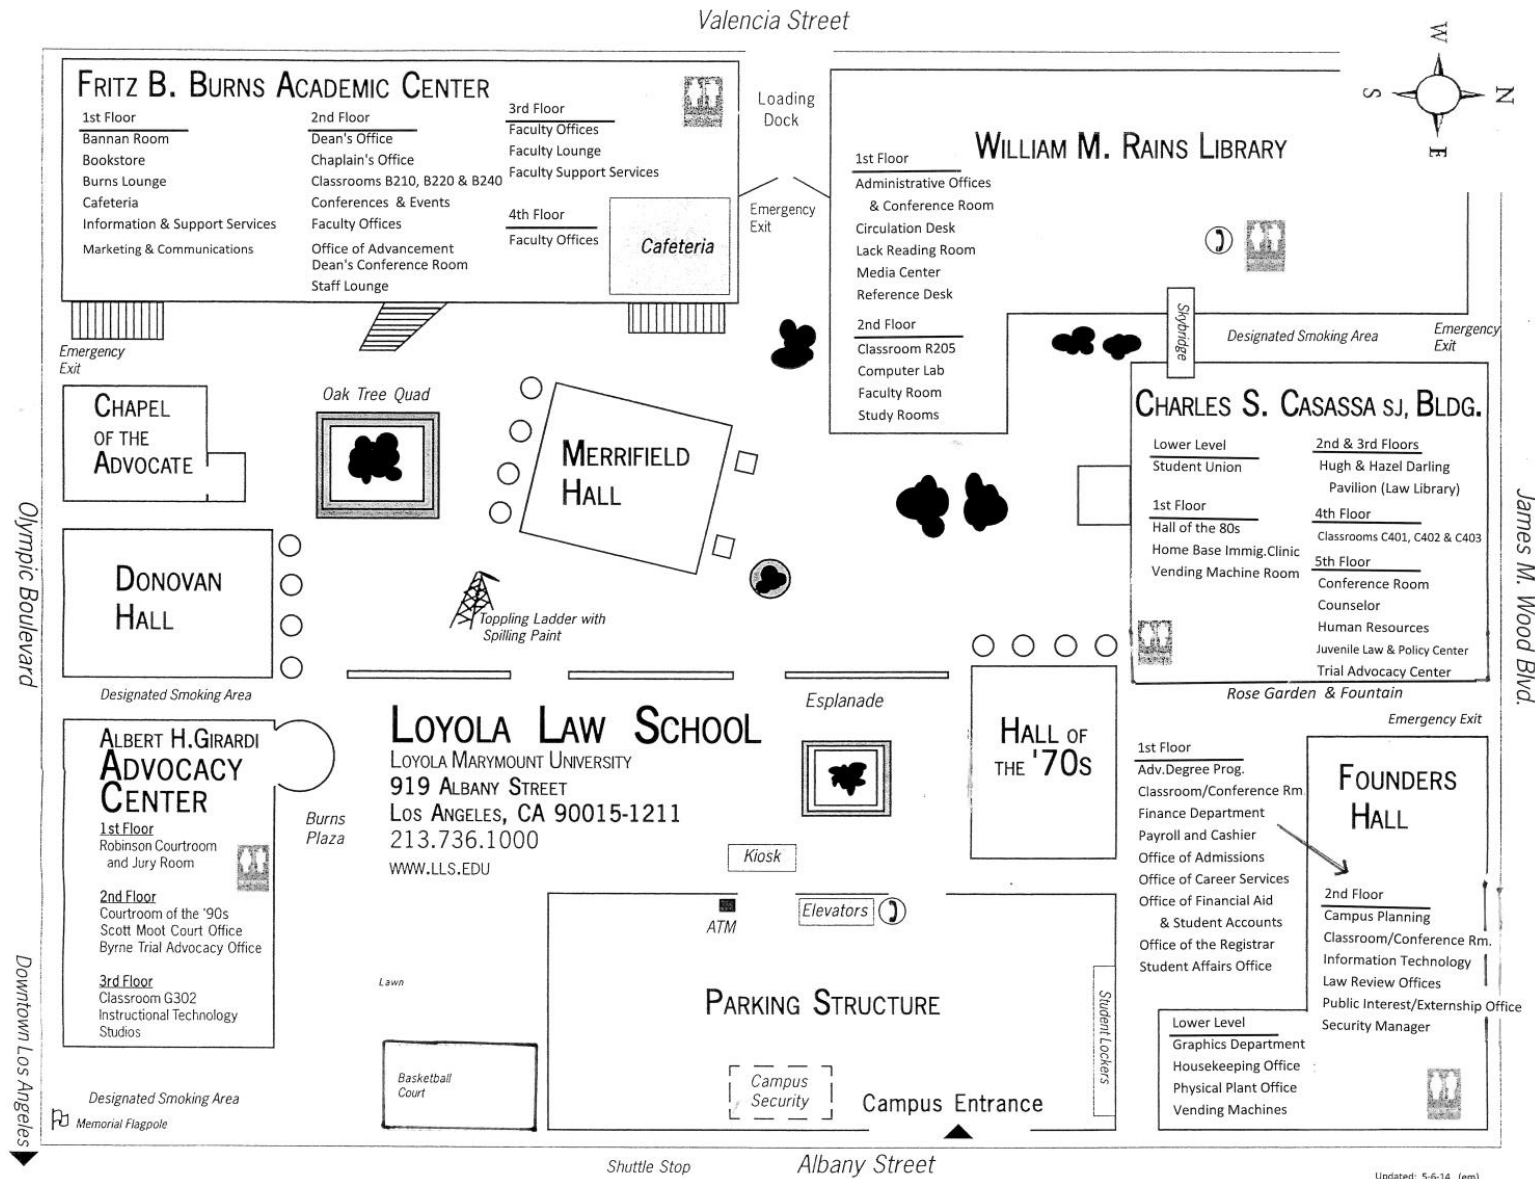 Valencia Street
W
N
S
E
FRITZ B. BURNS ACADEMIC CENTER
1st Floor
Bannan Room
Bookstore
Burns Lounge
Cafeteria
Information & Support Services
Marketing & Communications
2nd Floor
Dean's Office
Chaplain's Office
Classrooms B210, B220 & B240
Conferences & Events
Faculty Offices
Office of Advancement
Dean's Conference Room
Staff Lounge
3rd Floor
Faculty Offices
Faculty Lounge
Faculty Support Services
4th Floor
Faculty Offices
Cafeteria
Loading
Dock
Emergency
Exit
WILLIAM M. RAINS LIBRARY
1st Floor
Administrative Offices
& Conference Room
Circulation Desk
Lack Reading Room
Media Center
Reference Desk
2nd Floor
Classroom R205
Computer Lab
Faculty Room
Study Rooms
Skybridge
Designated Smoking Area
Emergency
Exit
Emergency
Exit
CHAPEL
OF THE
ADVOCATE
Oak Tree Quad
MERRIFIELD
HALL
CHARLES S. CASASSA SJ, BLDG.
Lower Level
Student Union
1st Floor
Hall of the 80s
Home Base Immig.Clinic
Vending Machine Room
2nd & 3rd Floors
Hugh & Hazel Darling
Pavilion (Law Library)
4th Floor
Classrooms C401, C402 & C403
5th Floor
Conference Room
Counselor
Human Resources
Juvenile Law & Policy Center
Trial Advocacy Center
Olympic Boulevard
James M. Wood Blvd.
DONOVAN
HALL
Toppling Ladder with
Spilling Paint
Designated Smoking Area
Esplanade
Rose Garden & Fountain
Emergency Exit
ALBERT H.GIRARDI
ADVOCACY
CENTER
1st Floor
Robinson Courtroom
and Jury Room
2nd Floor
Courtroom of the '90s
Scott Moot Court Office
Byrne Trial Advocacy Office
3rd Floor
Classroom G302
Instructional Technology
Studios
Burns
Plaza
LOYOLA LAW SCHOOL
LOYOLA MARYMOUNT UNIVERSITY
919 ALBANY STREET
LOS ANGELES, CA 90015-1211
213.736.1000
WWW.LLS.EDU
HALL OF
THE '70S
Kiosk
ATM
Elevators
1st Floor
Adv.Degree Prog.
Classroom/Conference Rm.
Finance Department
Payroll and Cashier
Office of Admissions
Office of Career Services
Office of Financial Aid
& Student Accounts
Office of the Registrar
Student Affairs Office
FOUNDERS
HALL
2nd Floor
Campus Planning
Classroom/Conference Rm.
Information Technology
Law Review Offices
Public Interest/Externship Office
Security Manager
Lower Level
Graphics Department
Housekeeping Office
Physical Plant Office
Vending Machines
Lawn
PARKING STRUCTURE
Student Lockers
Basketball
Court
Campus
Security
Campus Entrance
Downtown Los Angeles
Designated Smoking Area
Memorial Flagpole
Shuttle Stop
Albany Street
Updated: 5-6-14 (em)